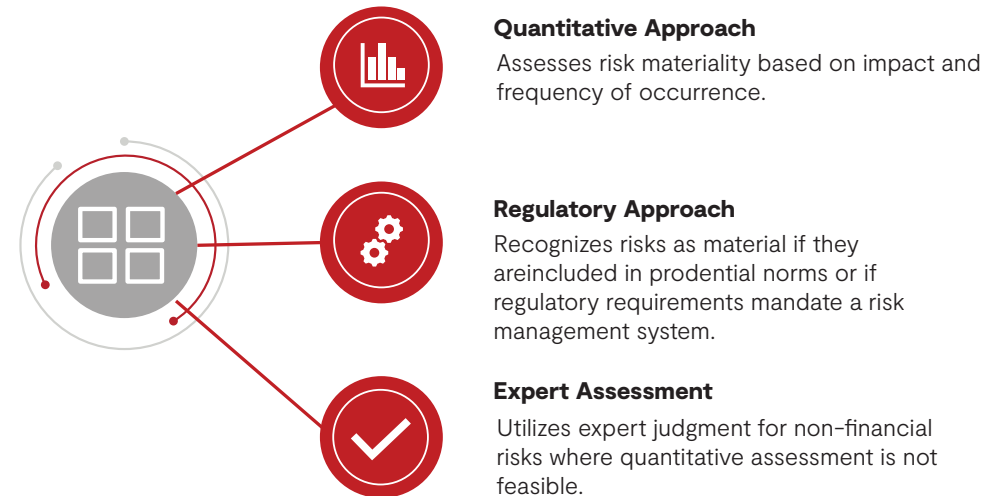 Quantitative Approach
Assesses risk materiality based on impact and
frequency of occurrence.
Regulatory Approach
Recognizes risks as material if they
areincluded in prodential norms or if
regulatory requirements mandate a risk
management system.
Expert Assessment
Utilizes expert judgment for non-financial
risks where quantitative assessment is not
feasible.